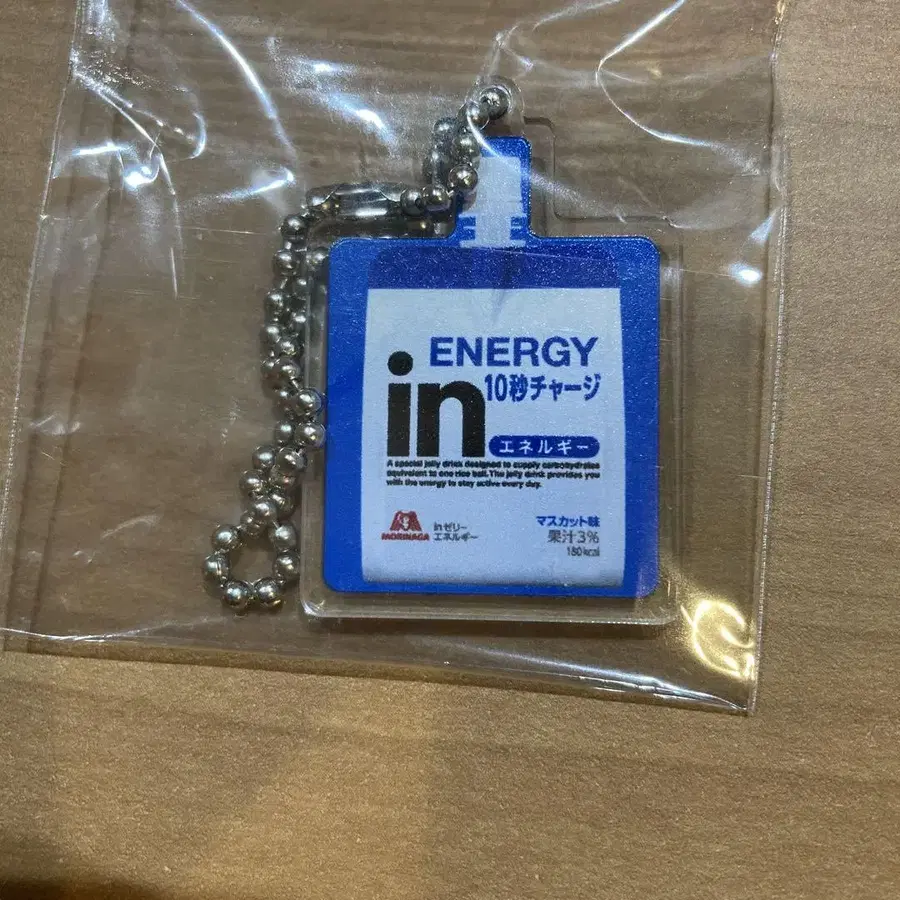 ENERGY
in
10秒チャージ
エネルギー
A special jelly drink designed to supply carbohydrates
equivalent to one rice ball. The jelly drink provides you
with the energy to stay active every day.
MORINAGA
inゼリー
エネルギー
マスカット味
果汁3%
180kcal